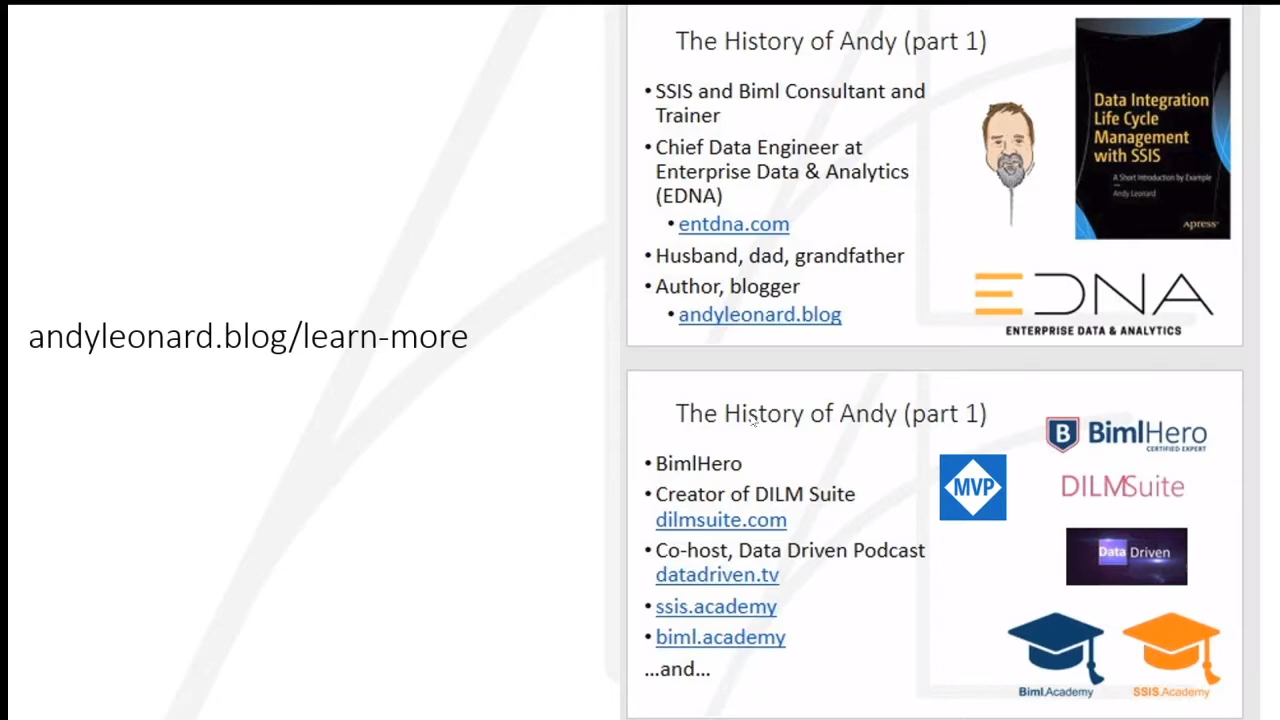 andyleonard.blog/learn-more
The History of Andy (part 1)
• SSIS and Biml Consultant and
Trainer
• Chief Data Engineer at
Enterprise Data & Analytics
(EDNA)
• entdna.com
• Husband, dad, grandfather
• Author, blogger
• andyleonard.blog
Data Integration
Life Cycle
Management
with SSIS
A Short Introduction by Example
Andy Leonard
Apress®
EDNA
ENTERPRISE DATA & ANALYTICS
The History of Andy (part 1)
• BimlHero
• Creator of DILM Suite
dilmsuite.com
• Co-host, Data Driven Podcast
datadriven.tv
• ssis.academy
• biml.academy
...and...
MVP
B BimlHero
CERTIFIED EXPERT
DILMSuite
Data Driven
Biml.Academy
SSIS.Academy